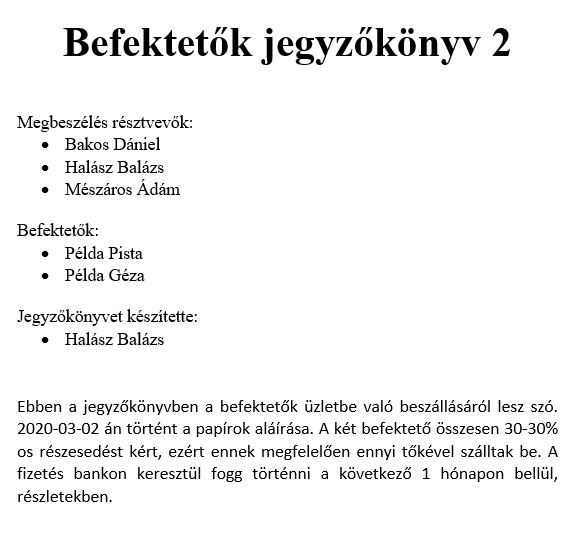 Befektetők jegyzőkönyv 2
Megbeszélés résztvevők:
• Bakos Dániel
• Halász Balázs
• Mészáros Ádám
Befektetők:
• Példa Pista
• Példa Géza
Jegyzőkönyvet készítette:
• Halász Balázs
Ebben a jegyzőkönyvben a befektetők üzletbe való beszállásáról lesz szó.
2020-03-02 án történt a papírok aláírása. A két befektető összesen 30-30%
os részesedést kért, ezért ennek megfelelően ennyi tőkével szálltak be. A
fizetés bankon keresztül fogg történni a következő 1 hónapon bellül,
részletekben.